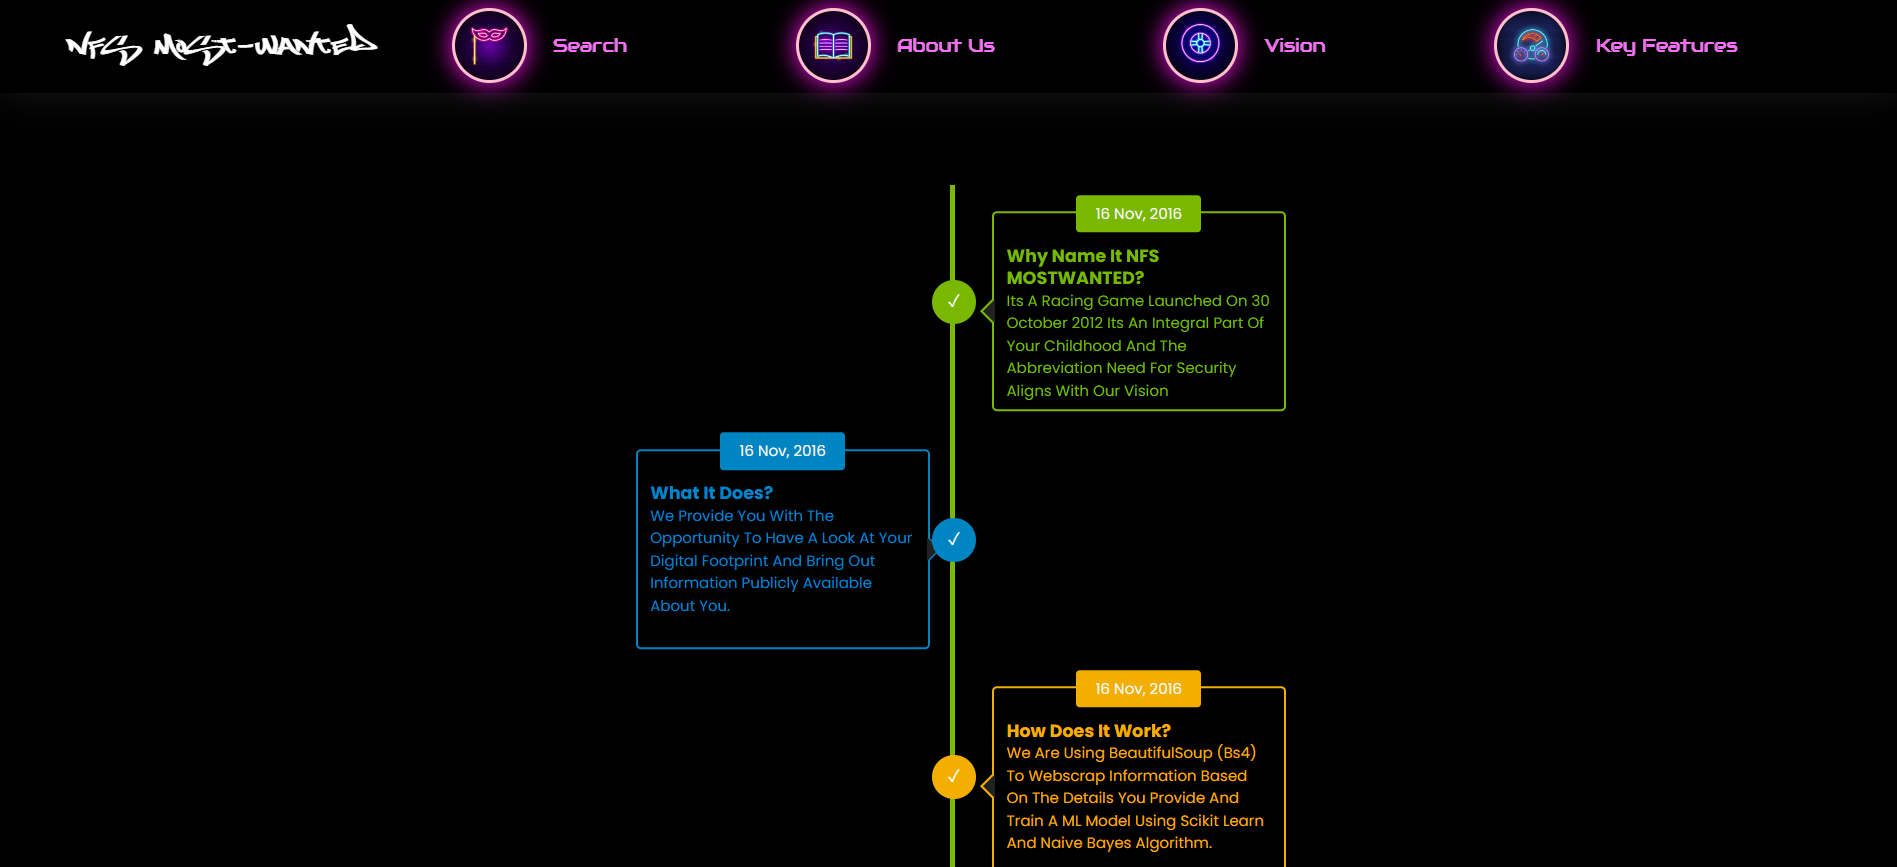 NFS MOST-WANTED
Search
About Us
Vision
Key Features
16 Nov, 2016
Why Name It NFS
MOSTWANTED?
Its A Racing Game Launched On 30
October 2012 Its An Integral Part Of
Your Childhood And The
Abbreviation Need For Security
Aligns With Our Vision
16 Nov, 2016
What It Does?
We Provide You With The
Opportunity To Have A Look At Your
Digital Footprint And Bring Out
Information Publicly Available
About You.
16 Nov, 2016
How Does It Work?
We Are Using BeautifulSoup (Bs4)
To Webscrap Information Based
On The Details You Provide And
Train A ML Model Using Scikit Learn
And Naive Bayes Algorithm.